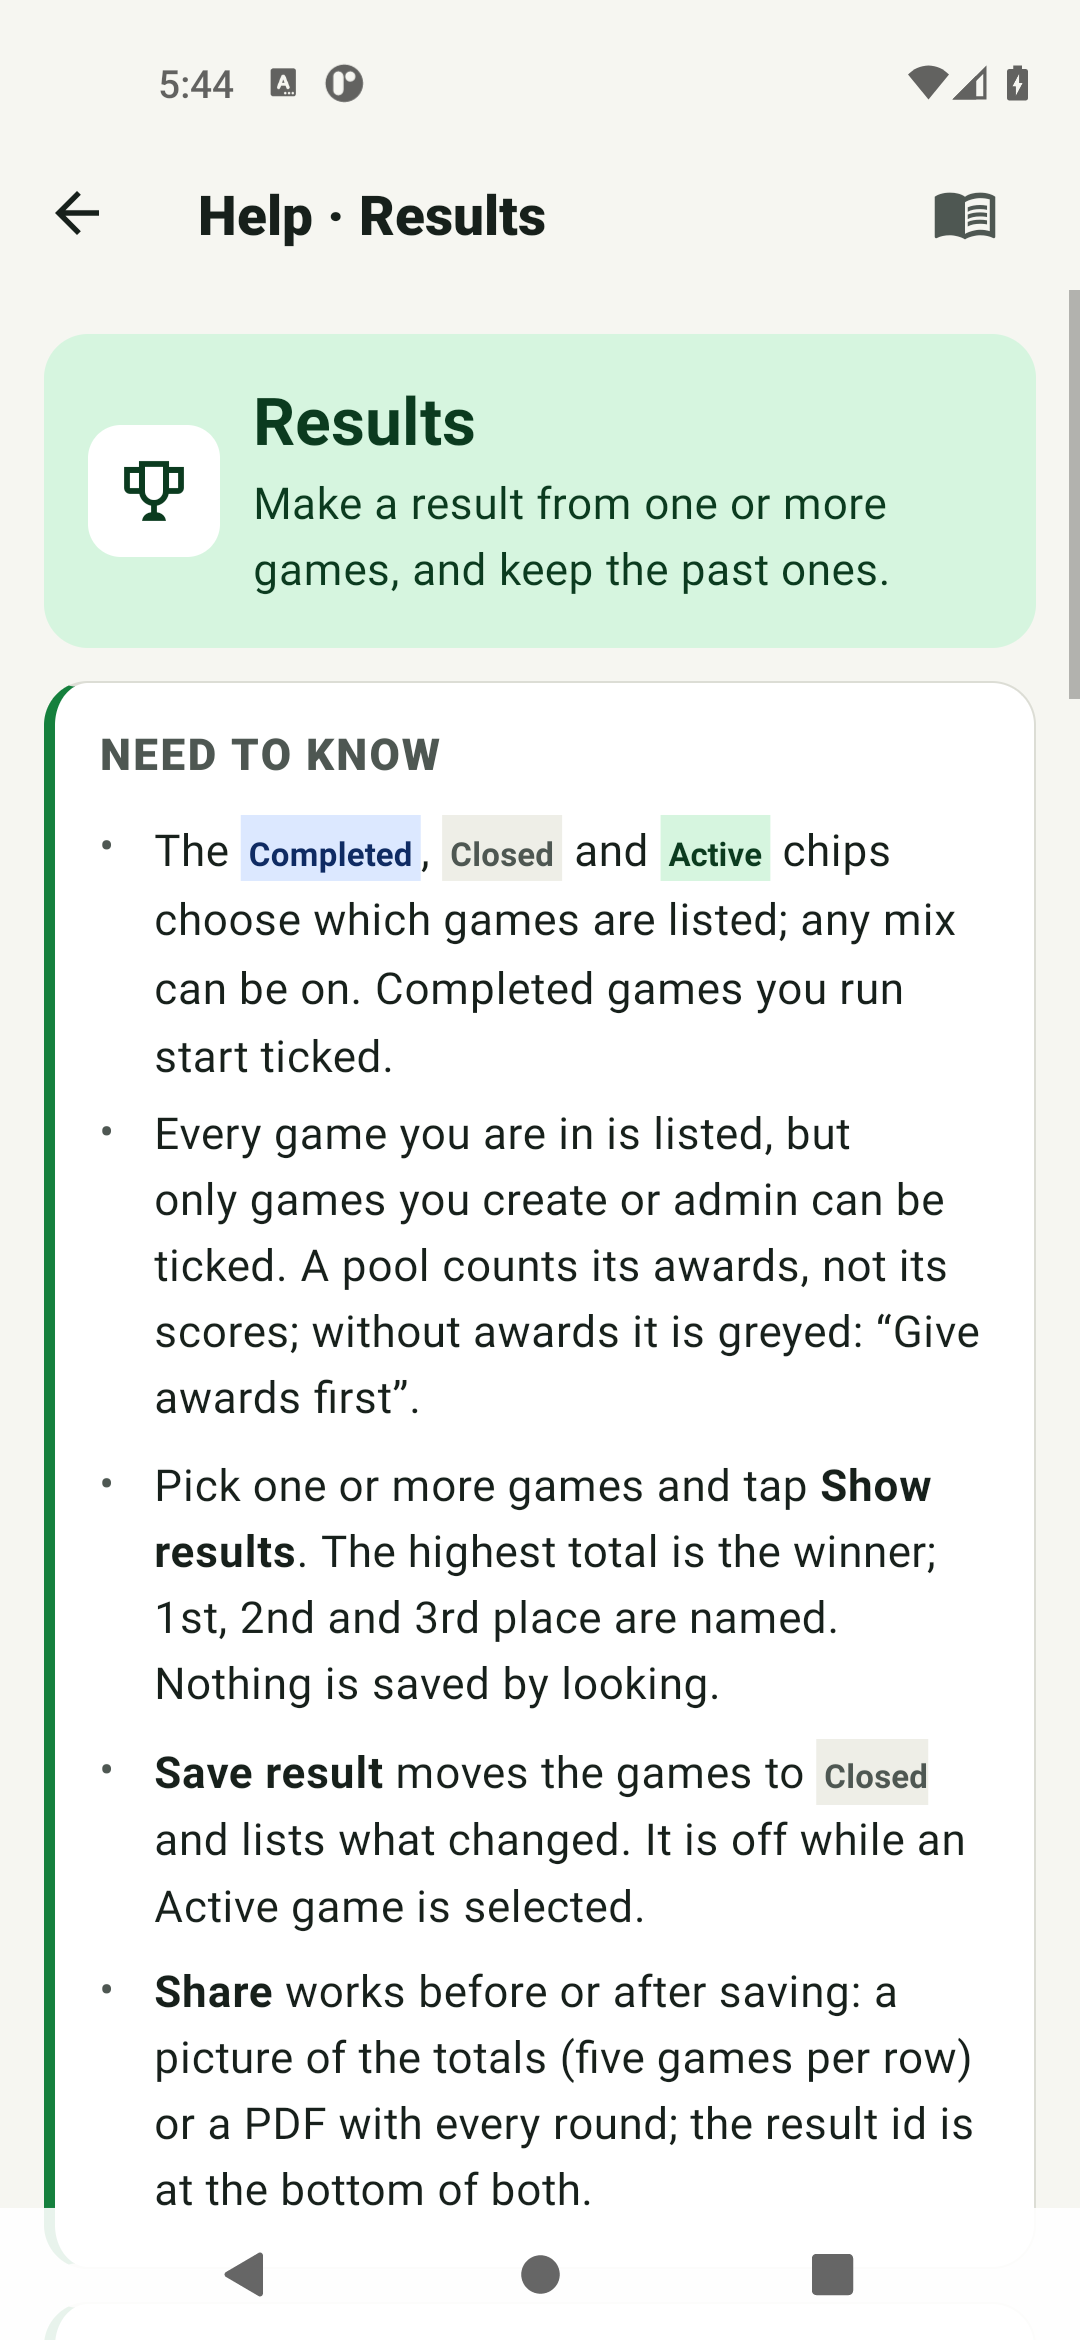 5:44
Help · Results
Results
Make a result from one or more
games, and keep the past ones.
NEED TO KNOW
• The Completed, Closed and Active chips
choose which games are listed; any mix
can be on. Completed games you run
start ticked.
• Every game you are in is listed, but
only games you create or admin can be
ticked. A pool counts its awards, not its
scores; without awards it is greyed: “Give
awards first”.
• Pick one or more games and tap Show
results. The highest total is the winner;
1st, 2nd and 3rd place are named.
Nothing is saved by looking.
• Save result moves the games to Closed
and lists what changed. It is off while an
Active game is selected.
• Share works before or after saving: a
picture of the totals (five games per row)
or a PDF with every round; the result id is
at the bottom of both.